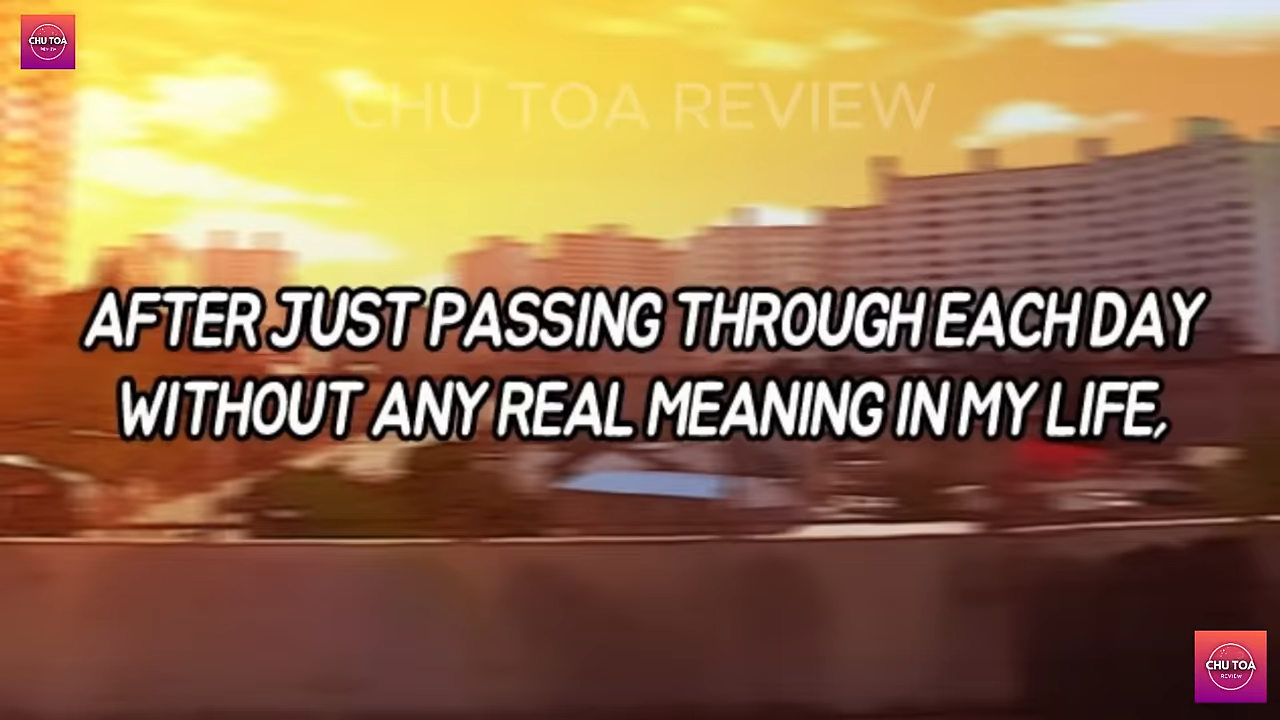 CHU TOA
REVIEW
CHU TOA REVIEW
AFTER JUST PASSING THROUGH EACH DAY
WITHOUT ANY REAL MEANING IN MY LIFE,
CHU TOA
REVIEW